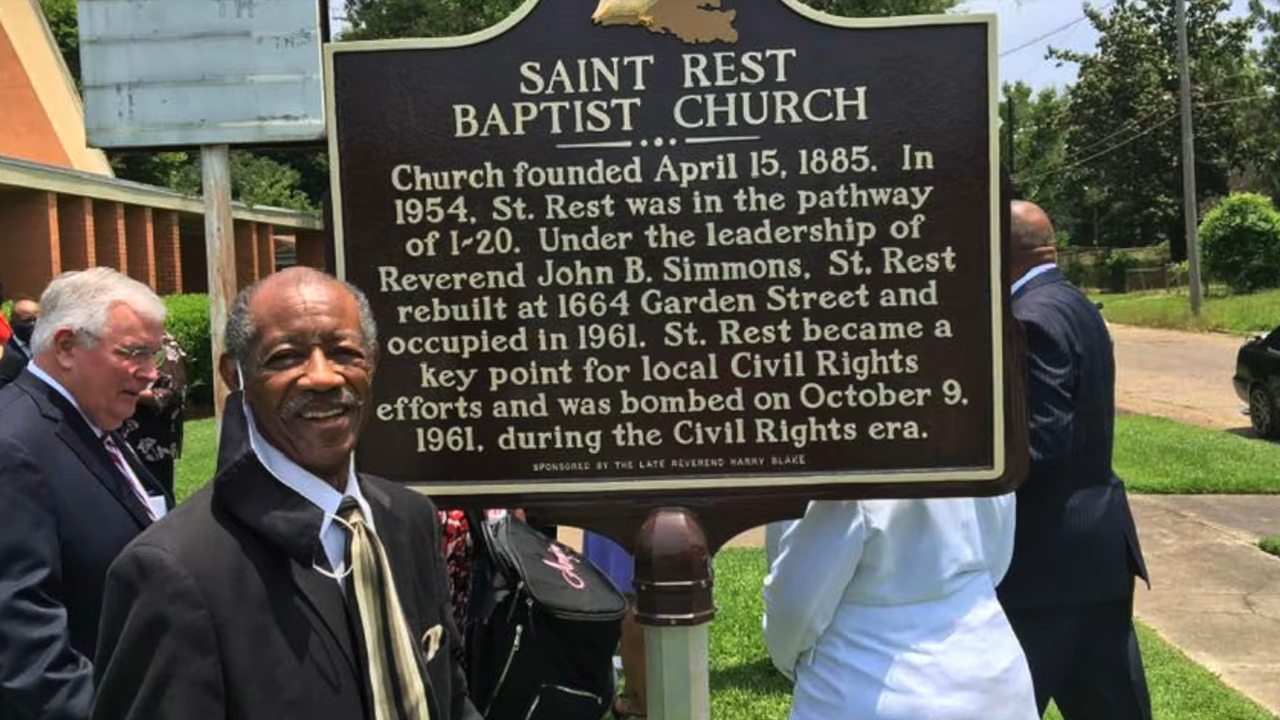 SAINT REST
BAPTIST CHURCH
Church founded April 15, 1885. In
1954, St. Rest was in the pathway
of I-20. Under the leadership of
Reverend John B. Simmons, St. Rest
rebuilt at 1664 Garden Street and
occupied in 1961. St. Rest became a
key point for local Civil Rights
efforts and was bombed on October 9,
1961, during the Civil Rights era.
SPONSORED BY THE LATE REVEREND HARRY BLAKE